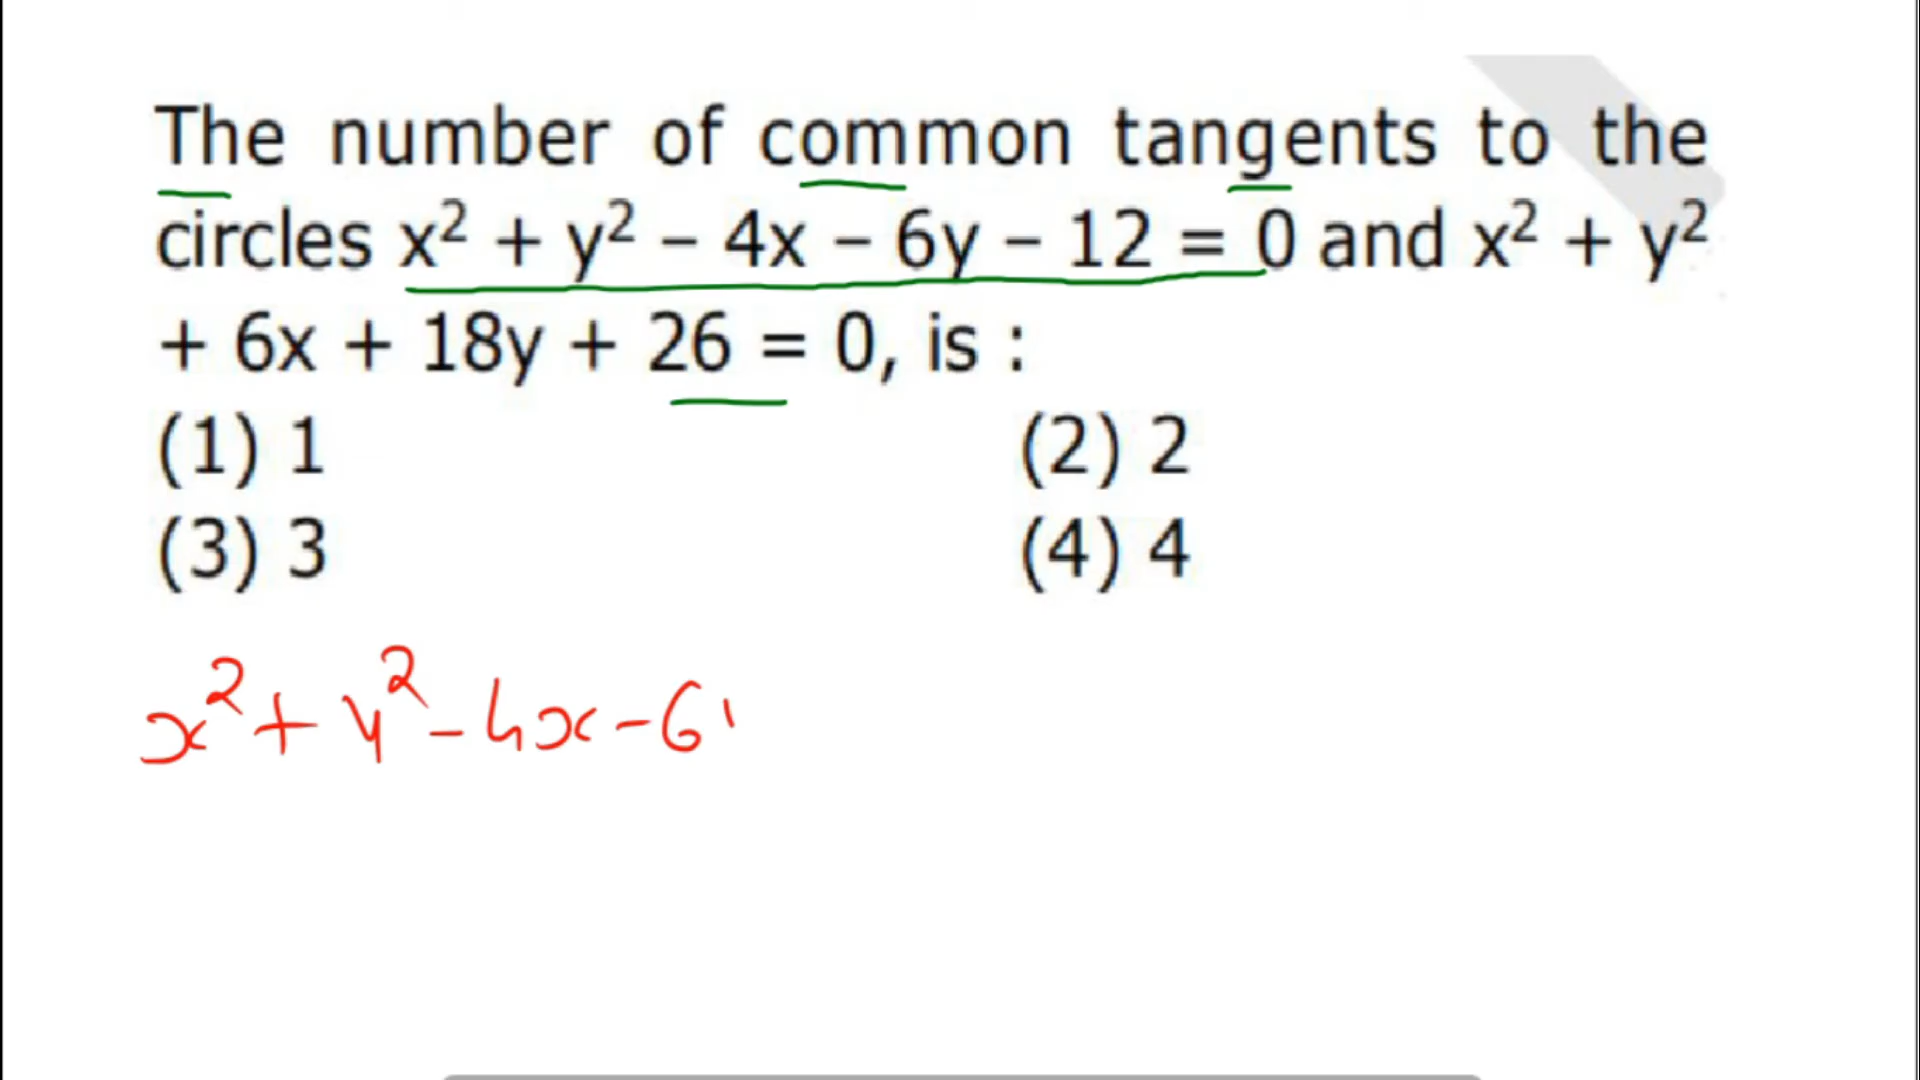 The number of common tangents to the
circles x² + y² – 4x – 6y – 12 = 0 and x² + y²
+ 6x + 18y + 26 = 0, is :
(1) 1 (2) 2
(3) 3 (4) 4
x² + y² - 4x - 6